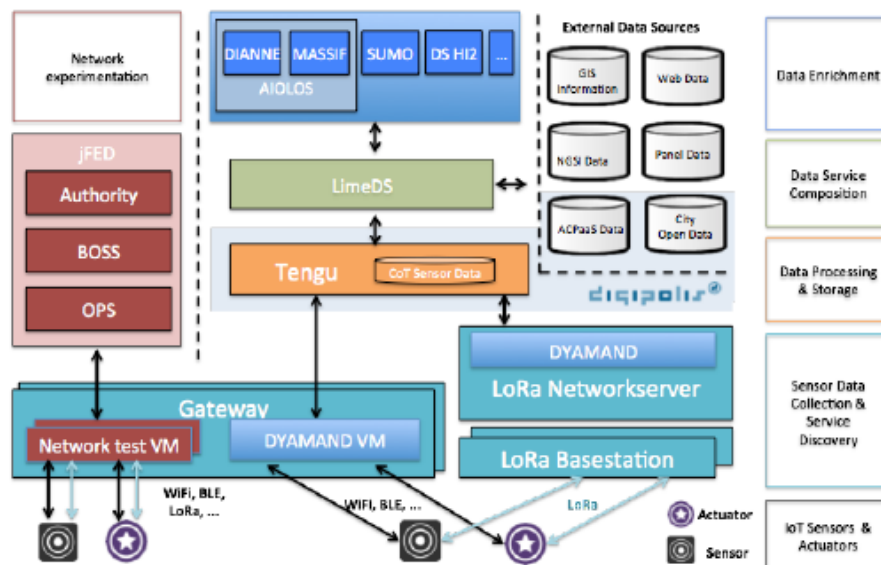 Network
experimentation
jFED
Authority
BOSS
OPS
DIANNE
MASSIF
SUMO
DS HI2
...
AIOLOS
LimeDS
Tengu
CoT Sensor Data
External Data Sources
GIS
Information
Web Data
NGSI Data
Panel Data
ACPaaS Data
City
Open Data
digipolis
Gateway
Network test VM
DYAMAND VM
DYAMAND
LoRa Networkserver
LoRa Basestation
WiFi, BLE,
LoRa, ...
WiFi, BLE, ...
LoRa
Actuator
Sensor
Data Enrichment
Data Service
Composition
Data Processing
& Storage
Sensor Data
Collection &
Service
Discovery
IoT Sensors &
Actuators